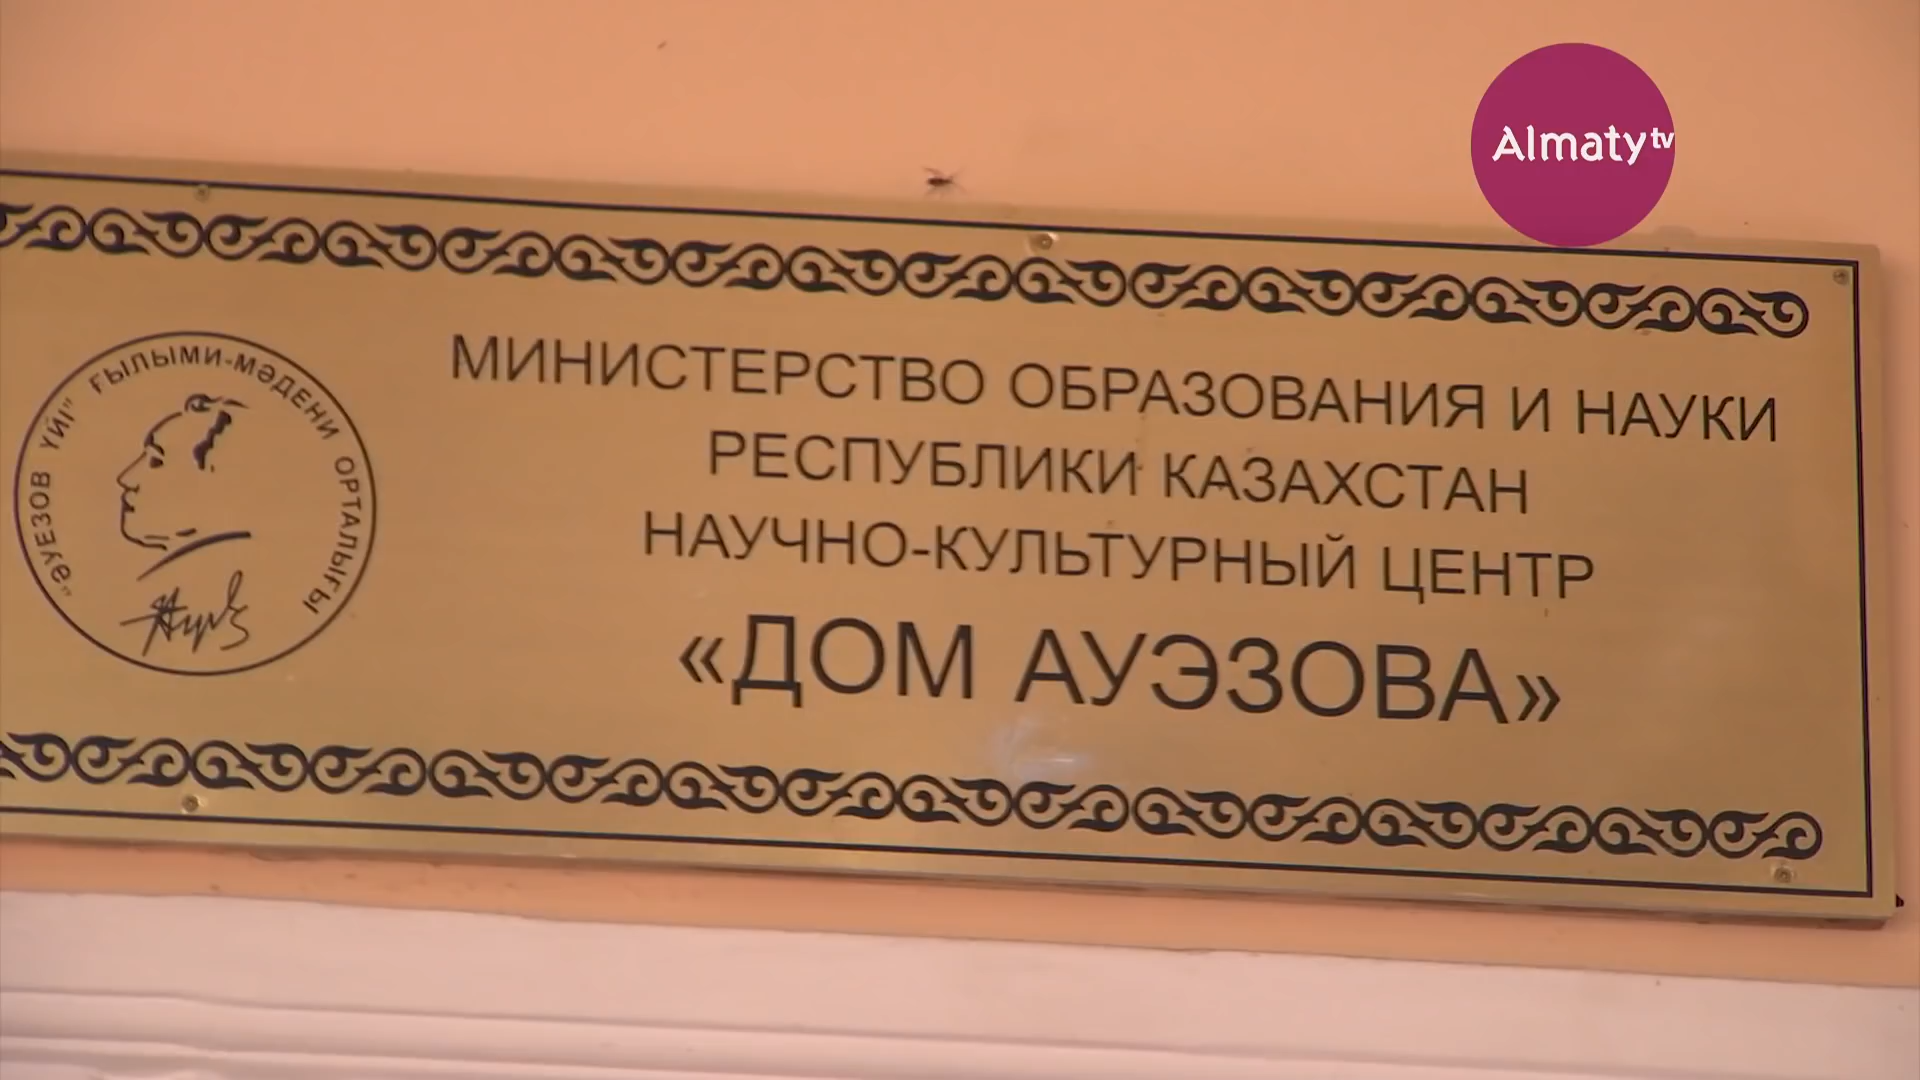 Almaty tv
"ӘУЕЗОВ ҮЙІ" ҒЫЛЫМИ-МӘДЕНИ ОРТАЛЫҒЫ
МИНИСТЕРСТВО ОБРАЗОВАНИЯ И НАУКИ
РЕСПУБЛИКИ КАЗАХСТАН
НАУЧНО-КУЛЬТУРНЫЙ ЦЕНТР
«ДОМ АУЭЗОВА»